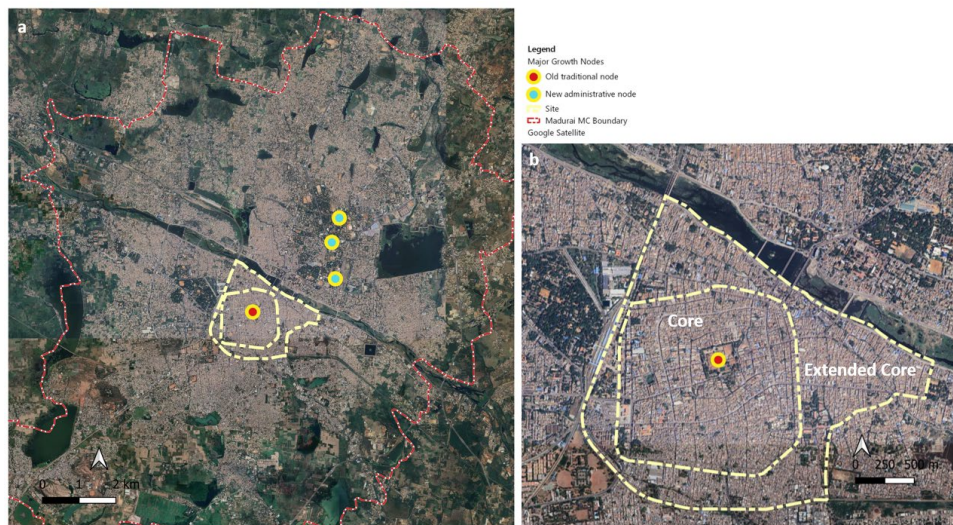 a
Legend
Major Growth Nodes
Old traditional node
New administrative node
Site
Madurai MC Boundary
Google Satellite
b
Core
Extended Core
0 1 2 km
0 250 500 m